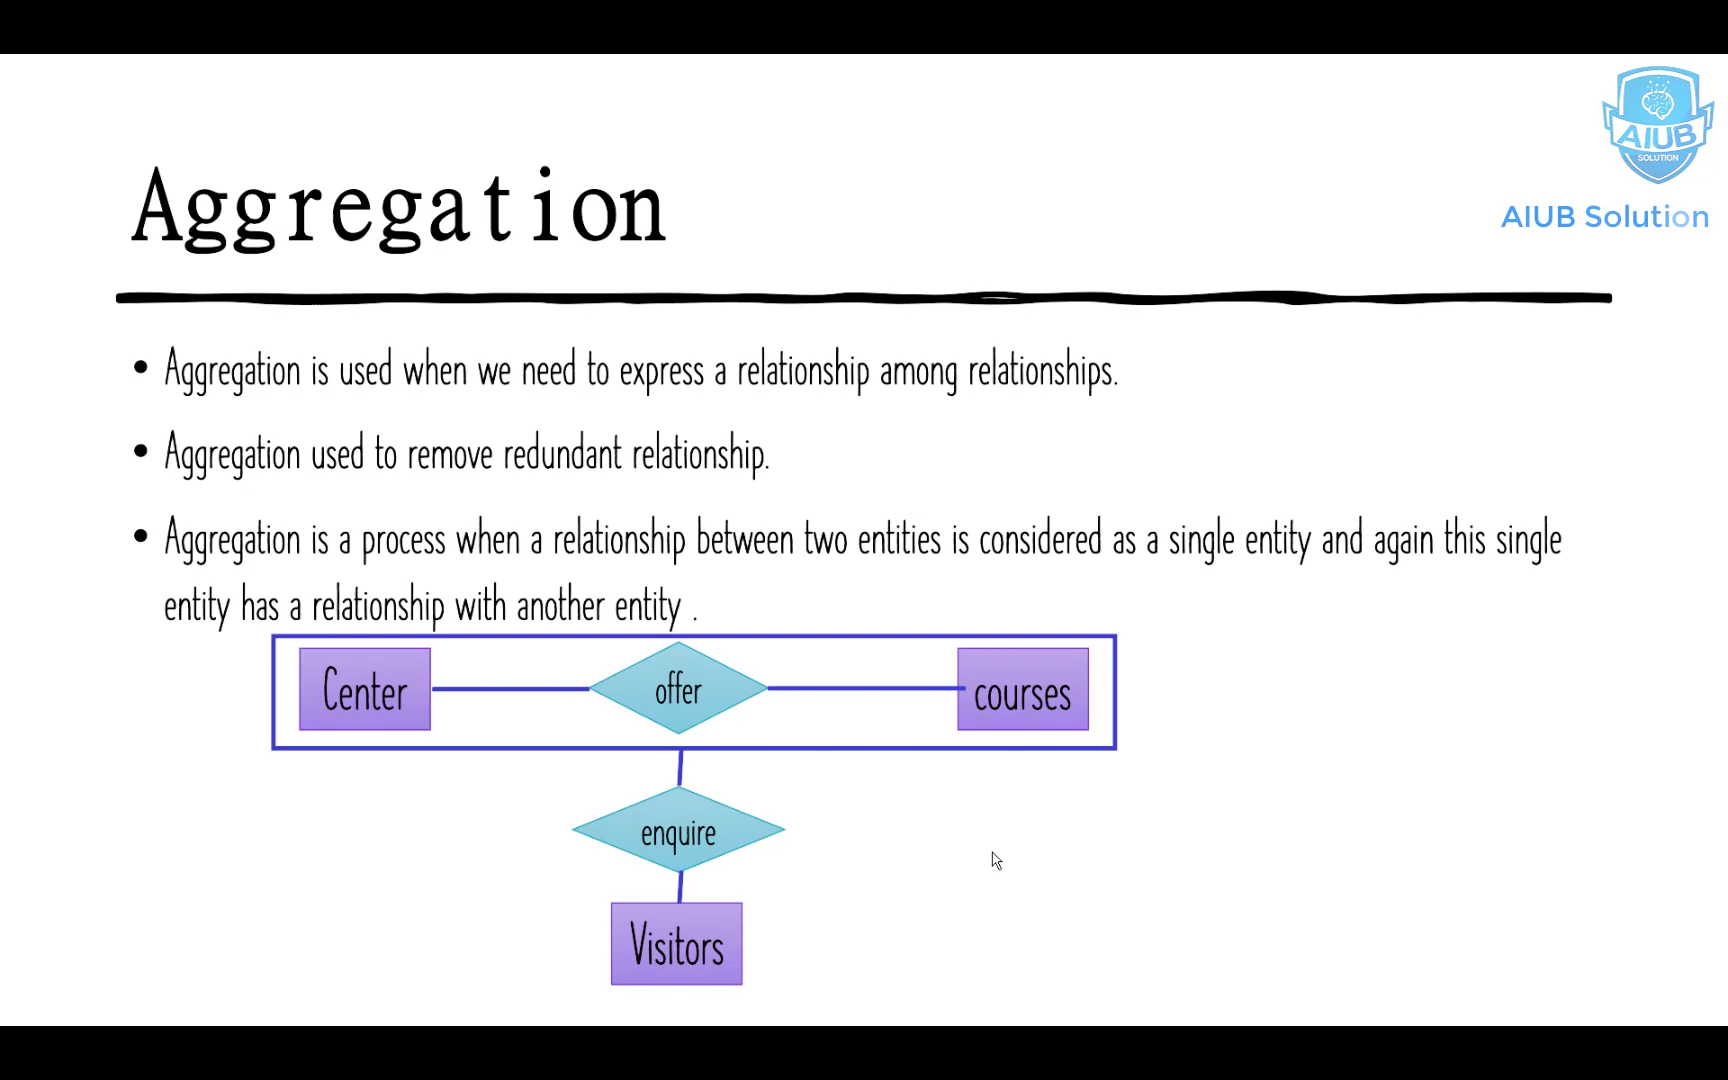 AIUB
SOLUTION
AIUB Solution
Aggregation
• Aggregation is used when we need to express a relationship among relationships.
• Aggregation used to remove redundant relationship.
• Aggregation is a process when a relationship between two entities is considered as a single entity and again this single
entity has a relationship with another entity .
Center
offer
courses
enquire
Visitors